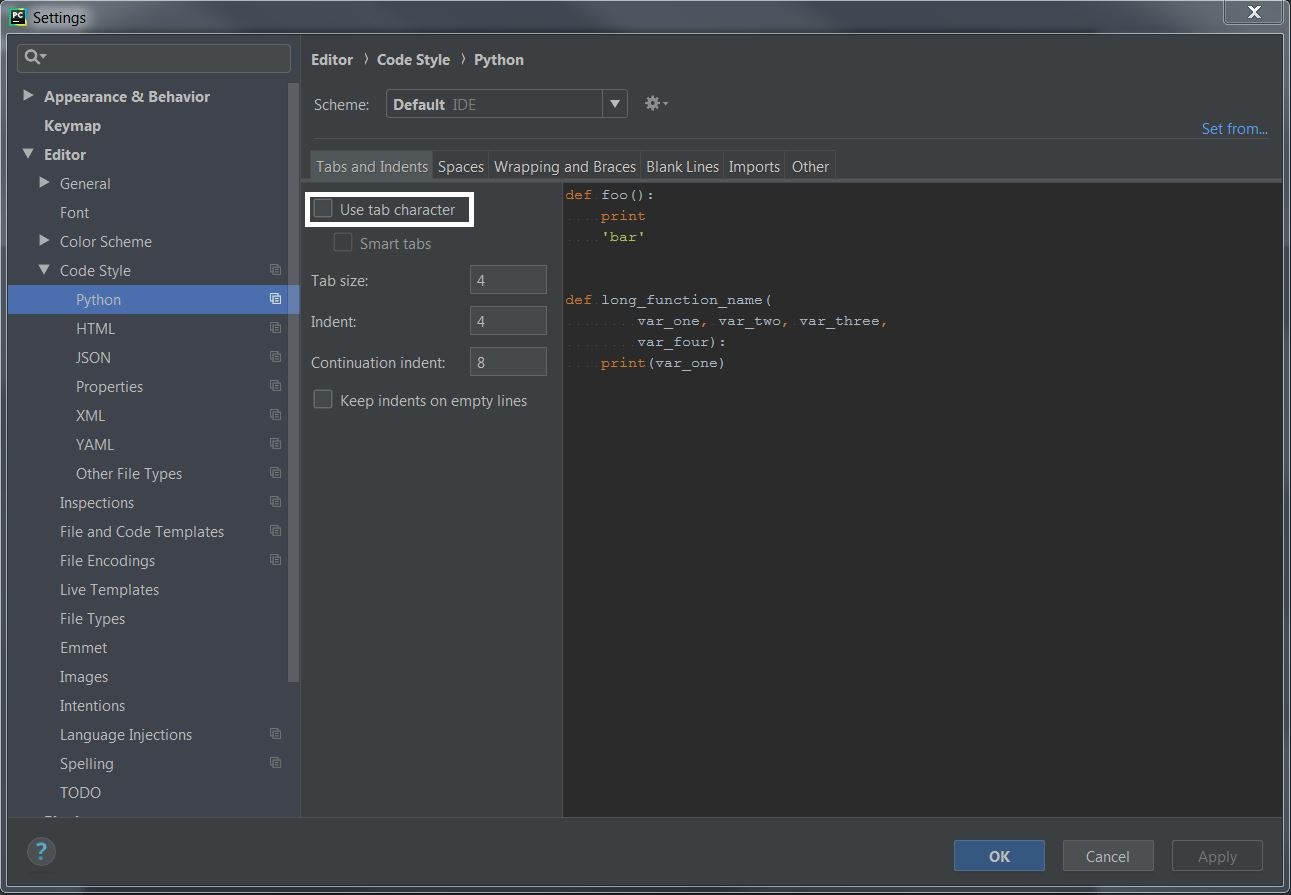 PC Settings
Editor › Code Style › Python
Scheme: Default IDE
Set from...
Appearance & Behavior
Keymap
Editor
General
Font
Color Scheme
Code Style
Python
HTML
JSON
Properties
XML
YAML
Other File Types
Inspections
File and Code Templates
File Encodings
Live Templates
File Types
Emmet
Images
Intentions
Language Injections
Spelling
TODO
Tabs and Indents Spaces Wrapping and Braces Blank Lines Imports Other
Use tab character
Smart tabs
Tab size: 4
Indent: 4
Continuation indent: 8
Keep indents on empty lines
def foo():
print
'bar'
def long_function_name(
var_one, var_two, var_three,
var_four):
print(var_one)
?
OK Cancel Apply